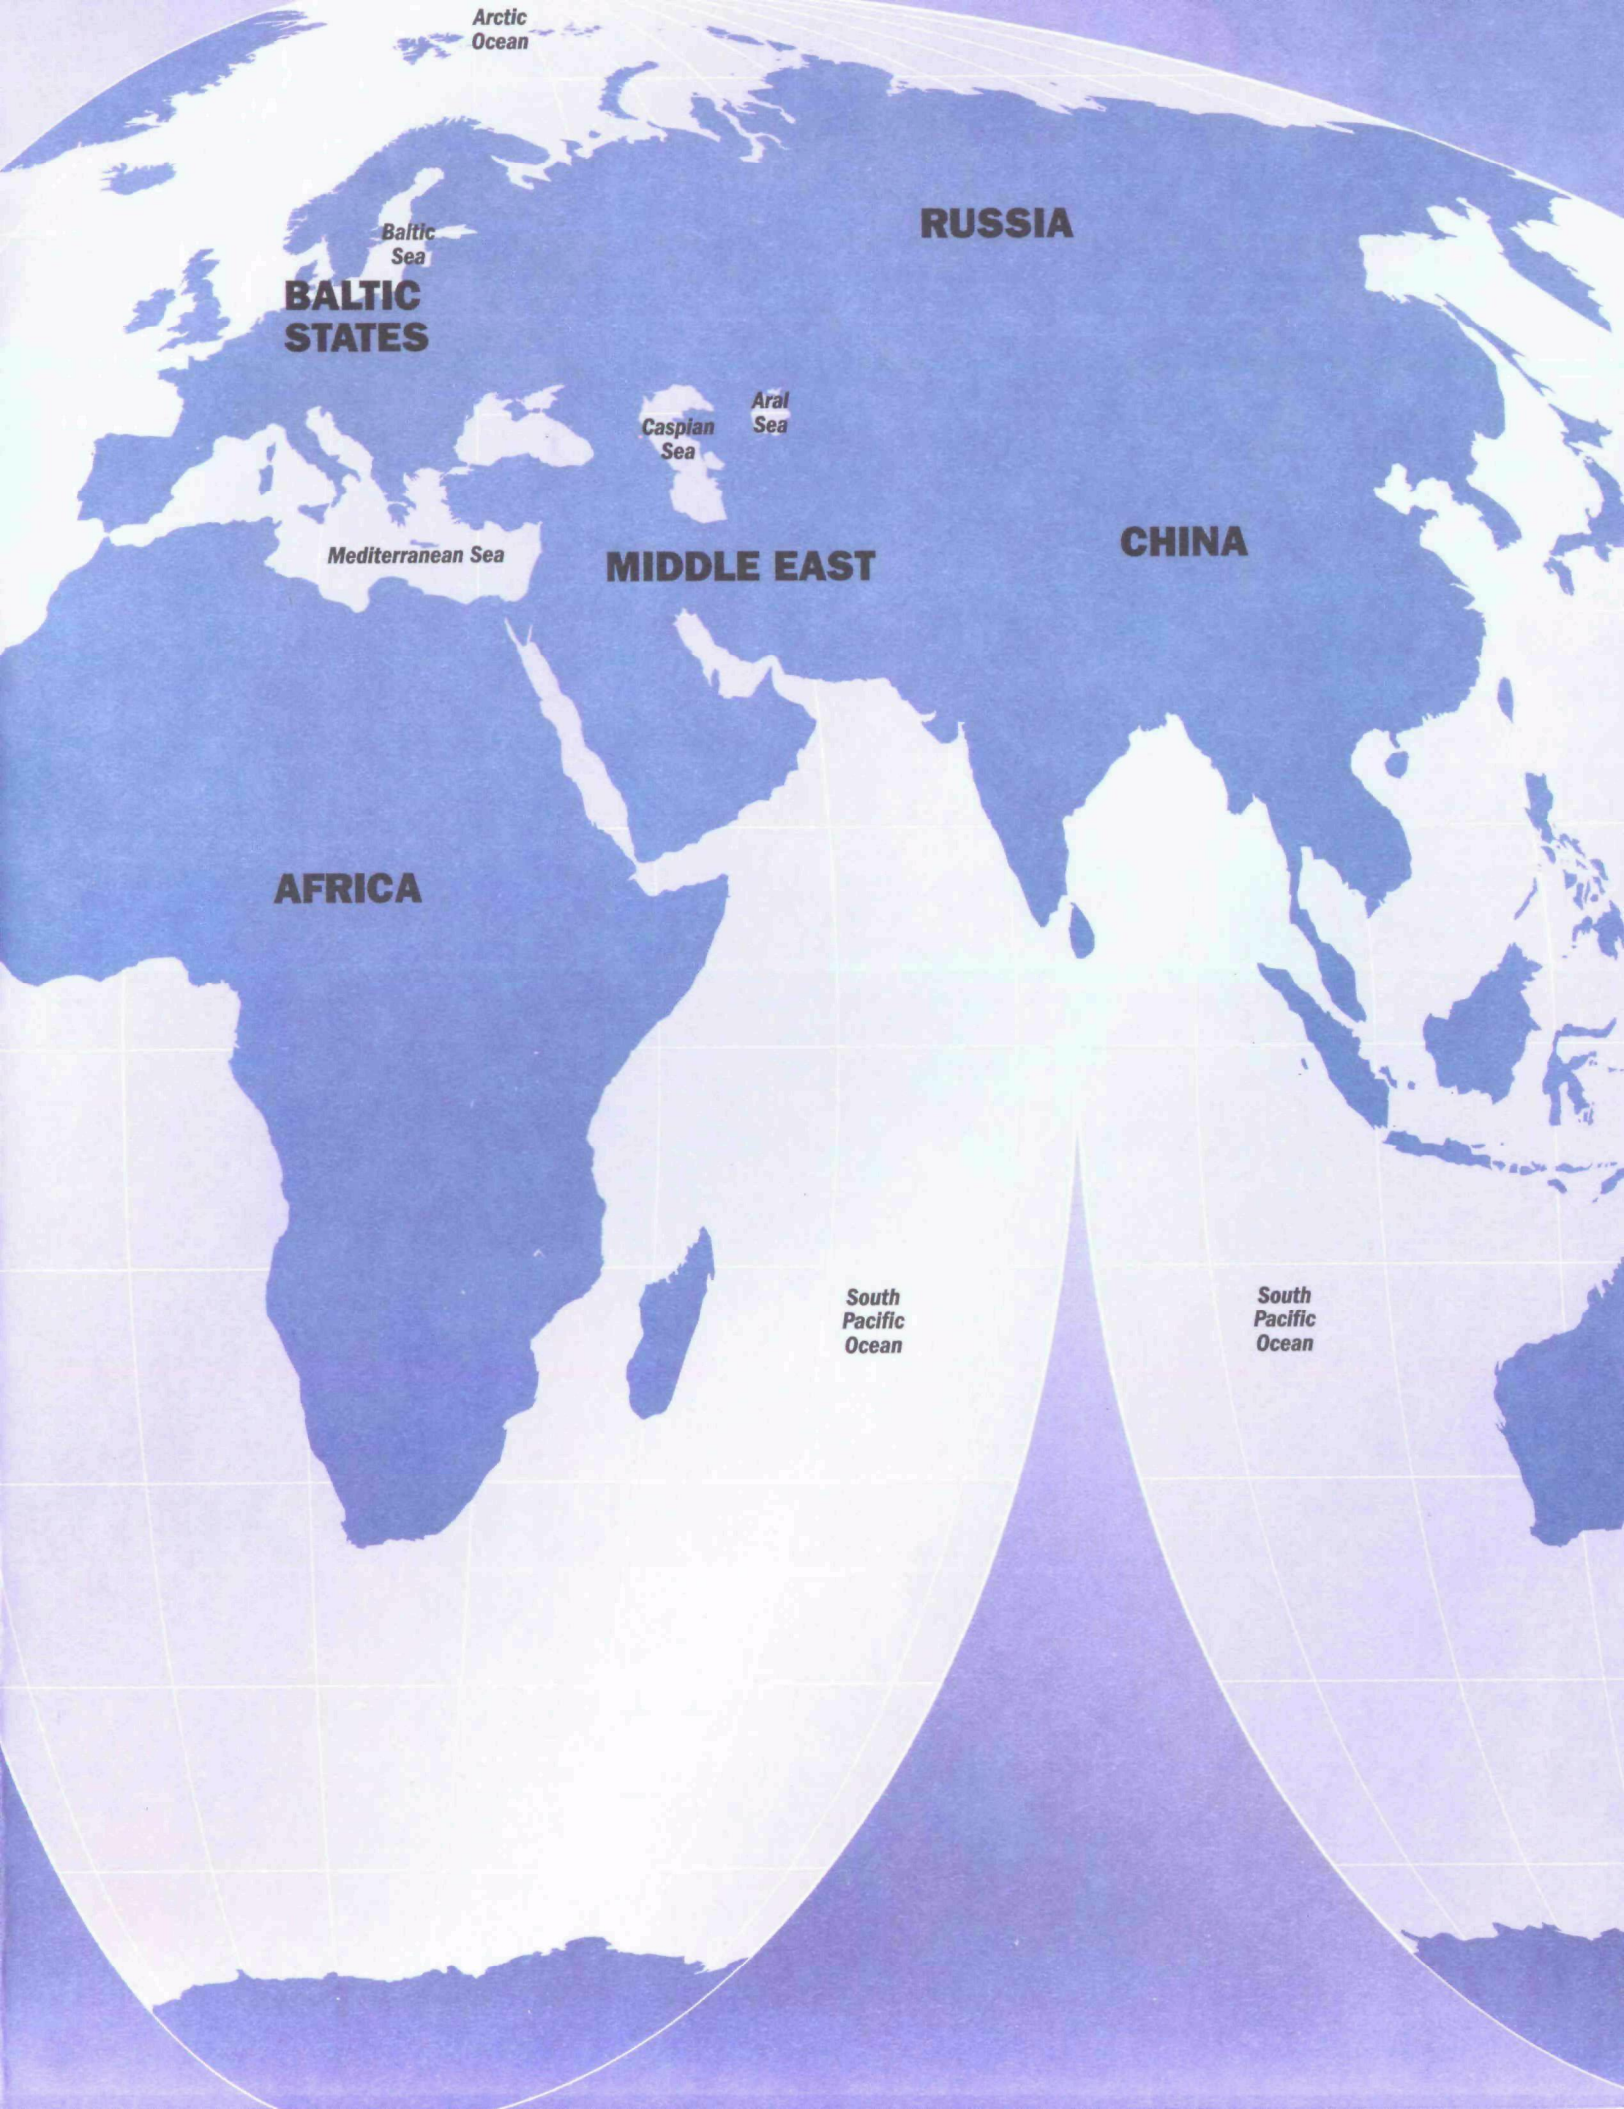 Arctic
Ocean
RUSSIA
Baltic
Sea
BALTIC
STATES
Aral
Sea
Caspian
Sea
CHINA
Mediterranean Sea
MIDDLE EAST
AFRICA
South
Pacific
Ocean
South
Pacific
Ocean